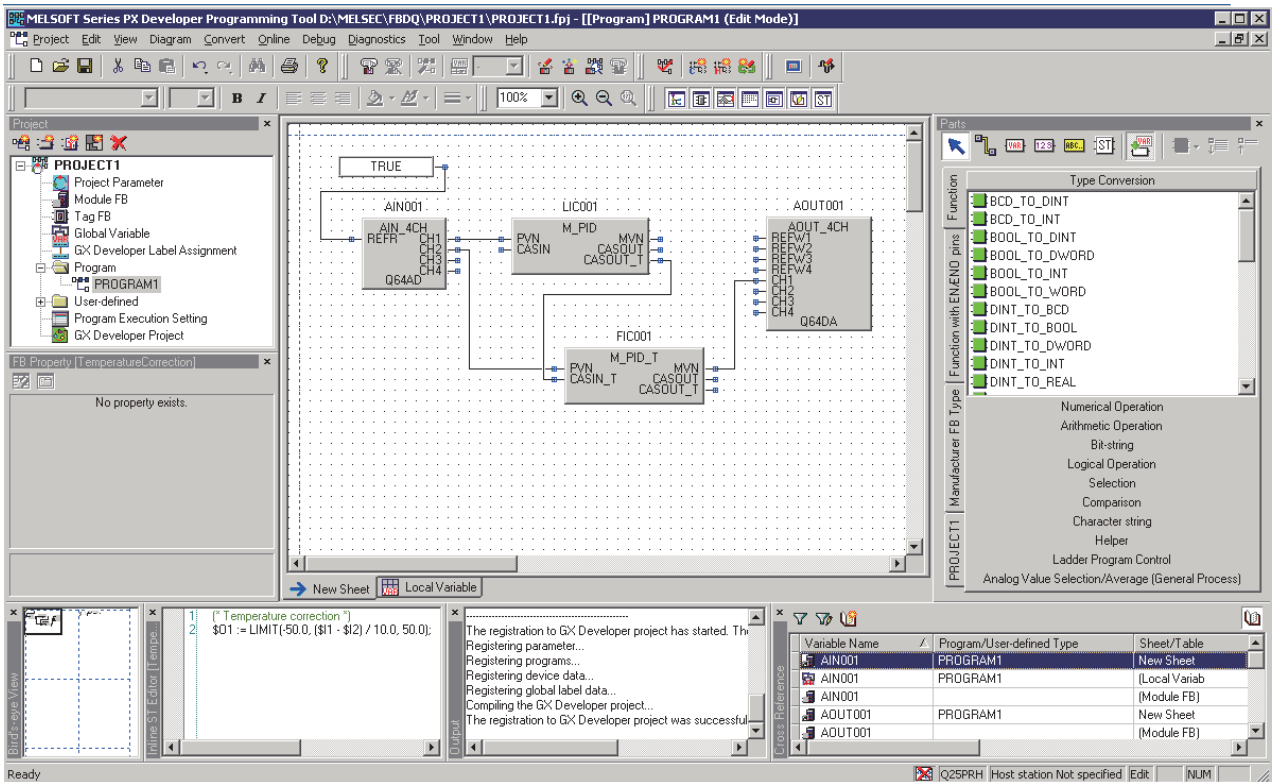 MELSOFT Series PX Developer Programming Tool D:\MELSEC\FBDQ\PROJECT1\PROJECT1.fpj - [[Program] PROGRAM1 (Edit Mode)]
Project Edit View Diagram Convert Online Debug Diagnostics Tool Window Help
B I 100% ST
Project
PROJECT1
Project Parameter
Module FB
Tag FB
Global Variable
GX Developer Label Assignment
Program
PROGRAM1
User-defined
Program Execution Setting
GX Developer Project
FB Property [TemperatureCorrection]
No property exists.
TRUE
AIN001
AIN_4CH
REFR CH1
CH2
CH3
CH4
Q64AD
LIC001
M_PID
PVN MVN
CASIN CASOUT
CASOUT_T
AOUT001
AOUT_4CH
REFW1
REFW2
REFW3
REFW4
CH1
CH2
CH3
CH4
Q64DA
FIC001
M_PID_T
PVN MVN
CASIN_T CASOUT
CASOUT_T
New Sheet Local Variable
Parts
VAR 123 ABC.. ST VAR
Function
Function with EN/ENO pins
Manufacturer FB Type
PROJECT1
Type Conversion
BCD_TO_DINT
BCD_TO_INT
BOOL_TO_DINT
BOOL_TO_DWORD
BOOL_TO_INT
BOOL_TO_WORD
DINT_TO_BCD
DINT_TO_BOOL
DINT_TO_DWORD
DINT_TO_INT
DINT_TO_REAL
Numerical Operation
Arithmetic Operation
Bit-string
Logical Operation
Selection
Comparison
Character string
Helper
Ladder Program Control
Analog Value Selection/Average (General Process)
Bird's-eye View
Inline ST Editor [Tempe...
1 (* Temperature correction *)
2 $O1 := LIMIT(-50.0, ($I1 - $I2) / 10.0, 50.0);
Output
The registration to GX Developer project has started. The
Registering parameter...
Registering programs...
Registering device data...
Registering global label data...
Compiling the GX Developer project...
The registration to GX Developer project was successful
Cross Reference
Variable Name Program/User-defined Type Sheet/Table
AIN001 PROGRAM1 New Sheet
AIN001 PROGRAM1 (Local Variab
AIN001 (Module FB)
AOUT001 PROGRAM1 New Sheet
AOUT001 (Module FB)
Ready Q25PRH Host station Not specified Edit NUM